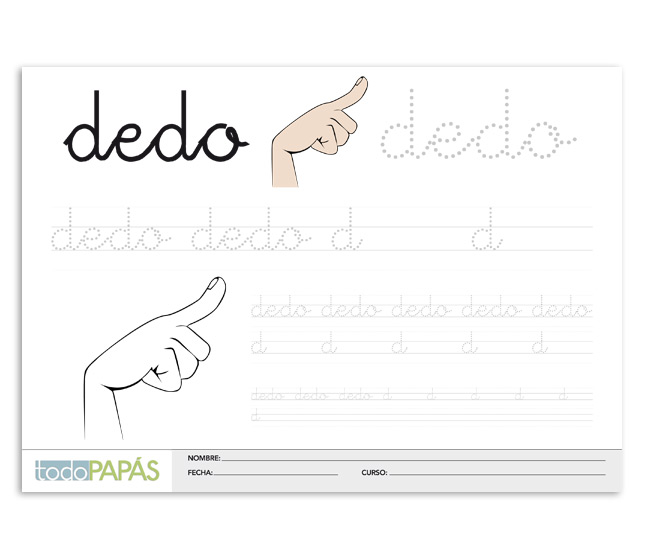 dedo dedo
dedo dedo d d
dedo dedo dedo dedo dedo
d d d d d
dedo dedo dedo d d d d d
d
todoPAPÁS
NOMBRE:
FECHA: CURSO: